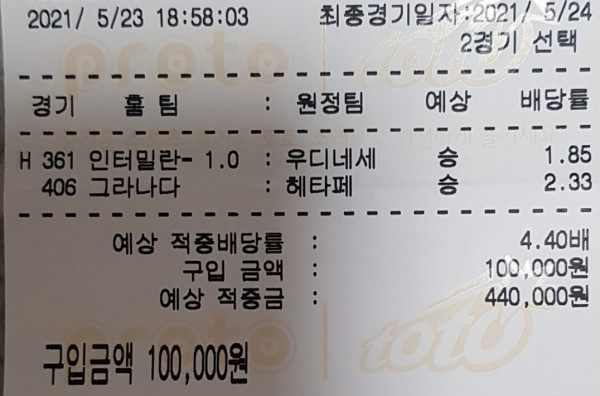 2021/ 5/23 18:58:03 최종경기일자:2021/ 5/24
2경기 선택
경기 홈 팀 : 원정팀 예상 배당률
H 361 인터밀란- 1.0 : 우디네세 승 1.85
406 그라나다 : 헤타페 승 2.33
예상 적중배당률 : 4.40배
구입 금액 : 100,000원
예상 적중금 : 440,000원
proto toto
구입금액 100,000원